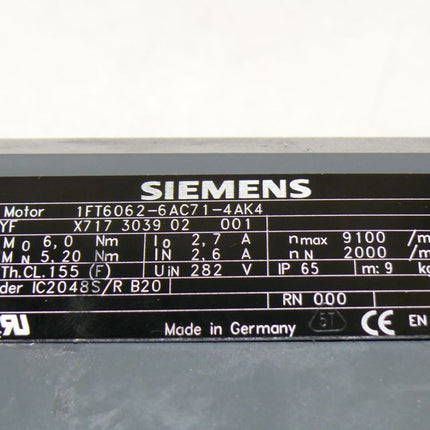 SIEMENS
Motor 1FT6062-6AC71-4AK4
YF X717 3039 02 001
M0 6,0 Nm I0 2,7 A nmax 9100 /m
MN 5,20 Nm IN 2,6 A nN 2000 /m
Th.CL.155 (F) UIN 282 V IP 65 m: 9 kg
der IC2048S/R B20
RN 000
Made in Germany CE EN